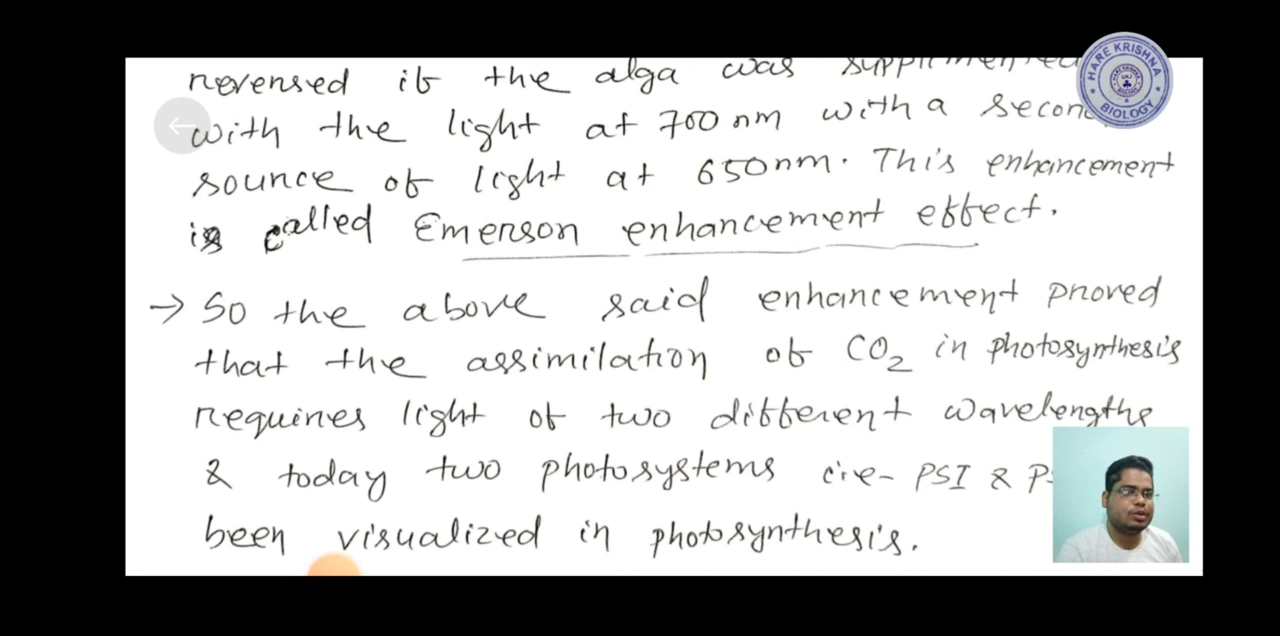 reversed if the alga was supplimented
with the light at 700 nm with a second
source of light at 650nm. This enhancement
is called Emerson enhancement effect.
→ So the above said enhancement proved
that the assimilation of CO2 in photosynthesis
requires light of two different wavelengths
& today two photosystems i.e- PSI &
been visualized in photosynthesis.
HARE KRISHNA
BIOLOGY